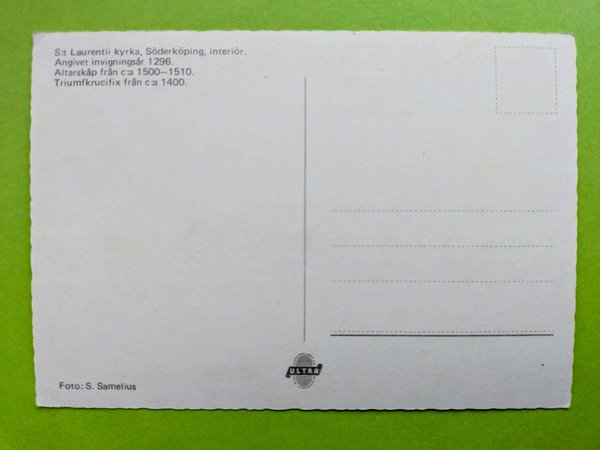 S:t Laurentii kyrka, Söderköping, interiör.
Angivet invigningsår 1296.
Altarskåp från c:a 1500—1510.
Triumfkrucifix från c:a 1400.
ULTRA
Foto: S. Samelius